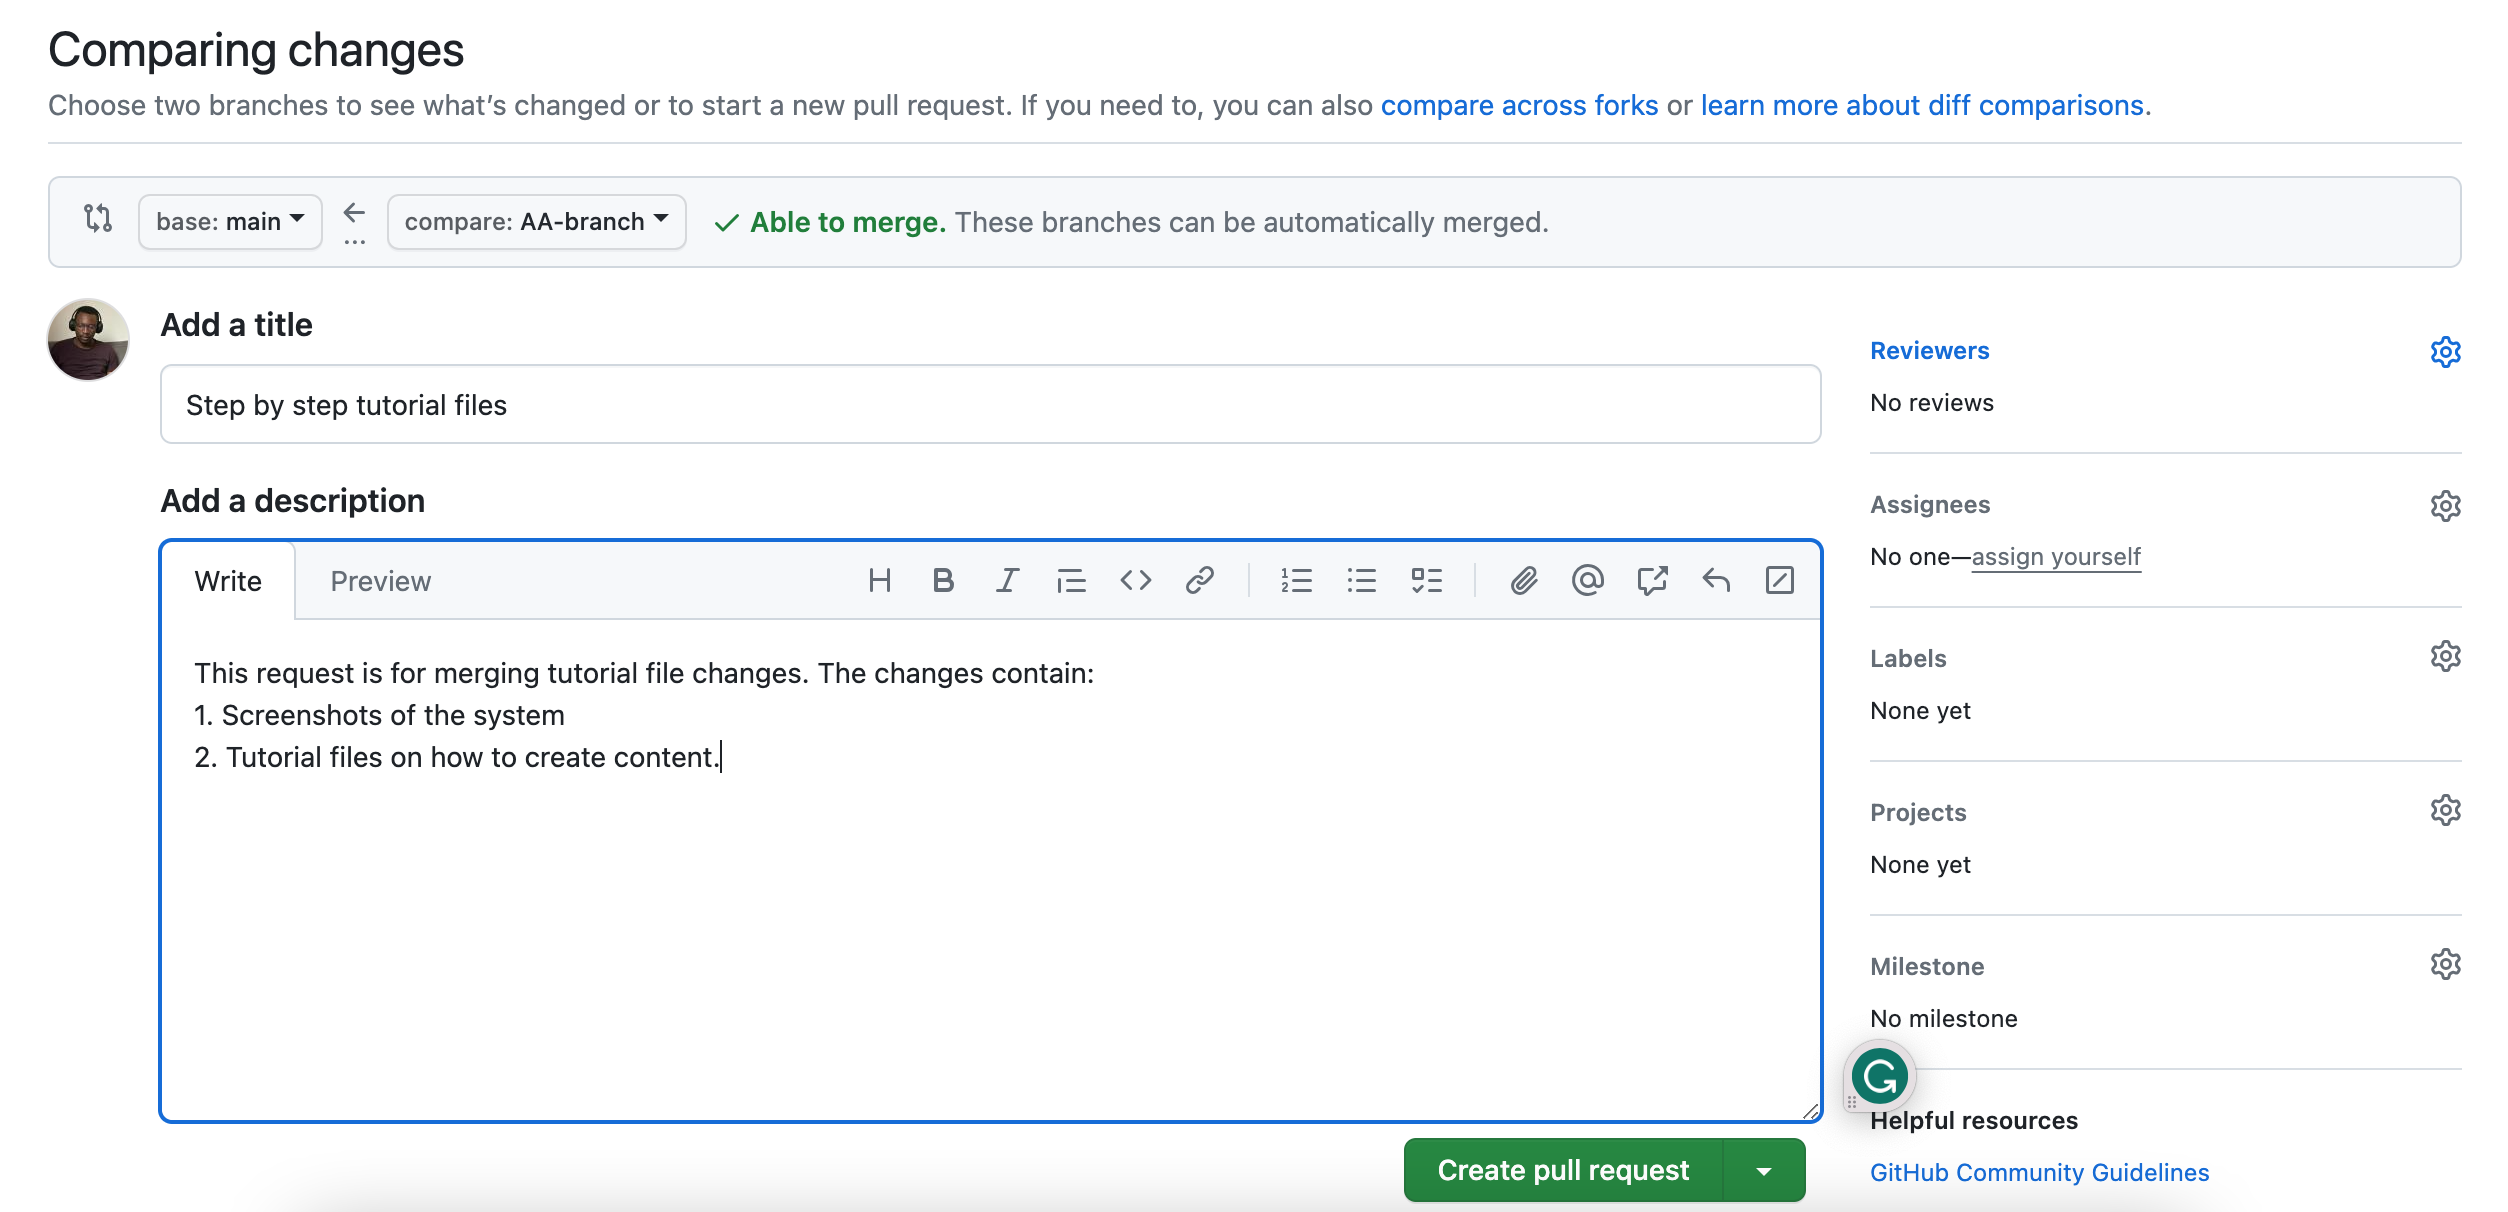 Comparing changes
Choose two branches to see what's changed or to start a new pull request. If you need to, you can also compare across forks or learn more about diff comparisons.
base: main
compare: AA-branch
Able to merge. These branches can be automatically merged.
Add a title
Step by step tutorial files
Add a description
Write
Preview
This request is for merging tutorial file changes. The changes contain:
1. Screenshots of the system
2. Tutorial files on how to create content.
Create pull request
Reviewers
No reviews
Assignees
No one—assign yourself
Labels
None yet
Projects
None yet
Milestone
No milestone
Helpful resources
GitHub Community Guidelines